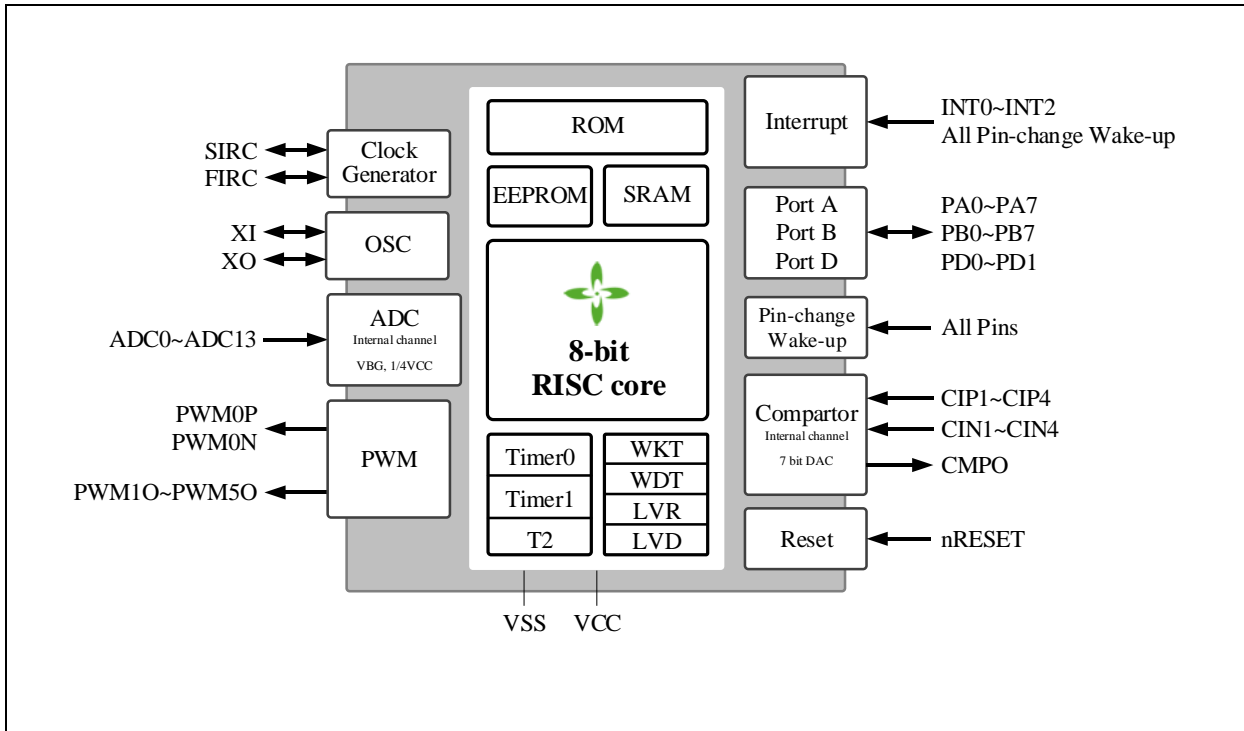 SIRC
FIRC
Clock
Generator
XI
XO
OSC
ADC0~ADC13
ADC
Internal channel
VBG, 1/4VCC
PWM0P
PWM0N
PWM1O~PWM5O
PWM
ROM
EEPROM
SRAM
8-bit
RISC core
Timer0
Timer1
T2
WKT
WDT
LVR
LVD
VSS
VCC
Interrupt
INT0~INT2
All Pin-change Wake-up
Port A
Port B
Port D
PA0~PA7
PB0~PB7
PD0~PD1
Pin-change
Wake-up
All Pins
Compartor
Internal channel
7 bit DAC
CIP1~CIP4
CIN1~CIN4
CMPO
Reset
nRESET